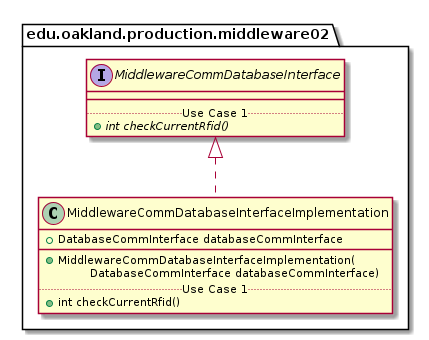 edu.oakland.production.middleware02
I MiddlewareCommDatabaseInterface
Use Case 1
int checkCurrentRfid()
C MiddlewareCommDatabaseInterfaceImplementation
DatabaseCommInterface databaseCommInterface
MiddlewareCommDatabaseInterfaceImplementation(
DatabaseCommInterface databaseCommInterface)
Use Case 1
int checkCurrentRfid()